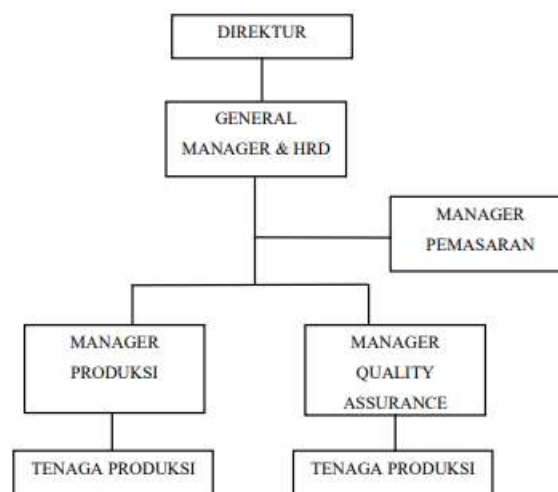 DIREKTUR
GENERAL
MANAGER & HRD
MANAGER
PEMASARAN
MANAGER
PRODUKSI
MANAGER
QUALITY
ASSURANCE
TENAGA PRODUKSI
TENAGA PRODUKSI